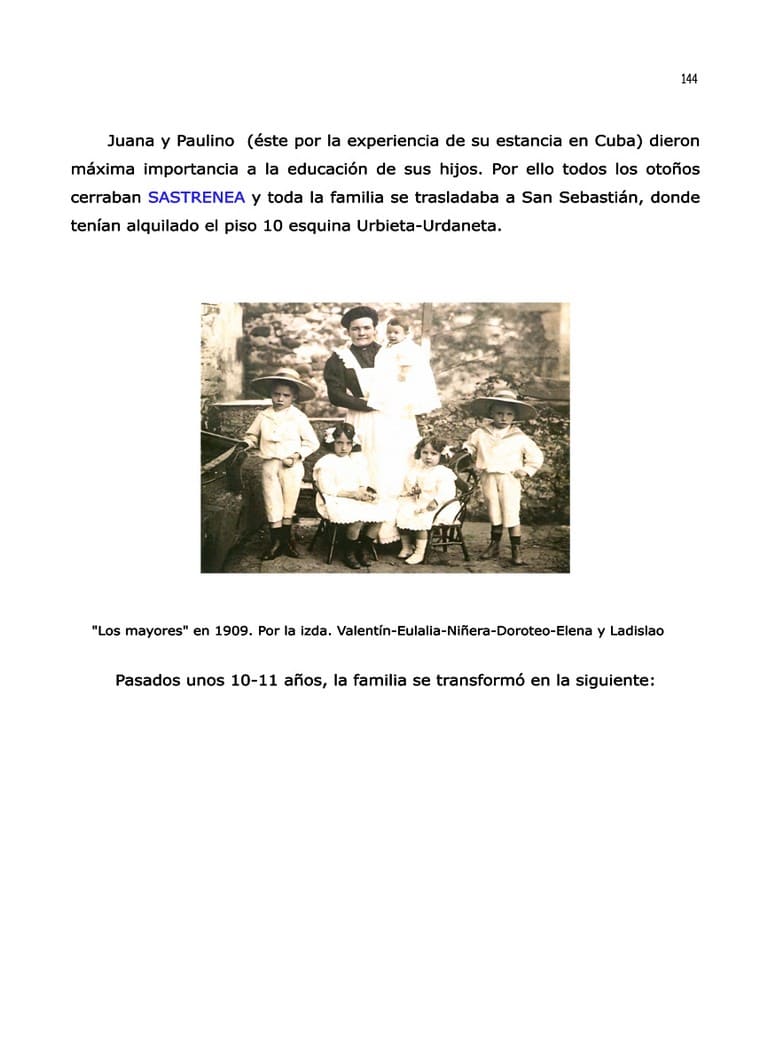 144
Juana y Paulino (éste por la experiencia de su estancia en Cuba) dieron
máxima importancia a la educación de sus hijos. Por ello todos los otoños
cerraban SASTRENEA y toda la familia se trasladaba a San Sebastián, donde
tenían alquilado el piso 10 esquina Urbieta-Urdaneta.
"Los mayores" en 1909. Por la izda. Valentín-Eulalia-Niñera-Doroteo-Elena y Ladislao
Pasados unos 10-11 años, la familia se transformó en la siguiente: